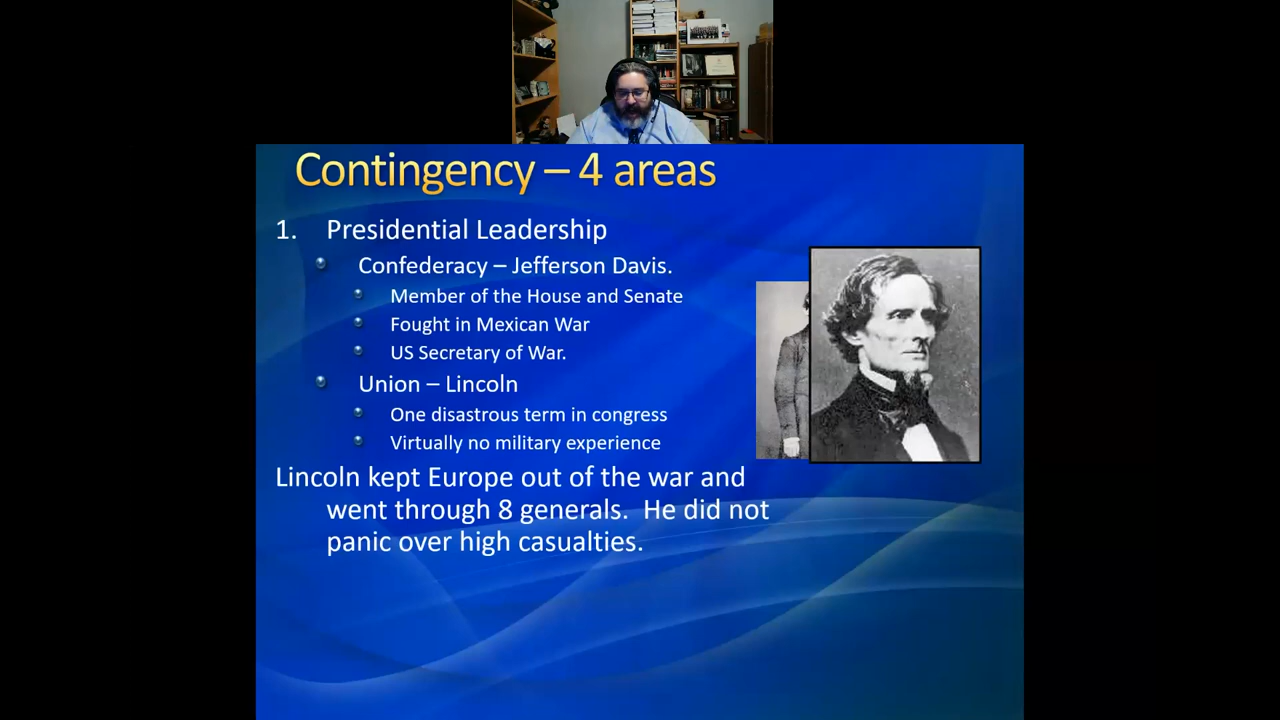 Contingency – 4 areas
1. Presidential Leadership
Confederacy – Jefferson Davis.
Member of the House and Senate
Fought in Mexican War
US Secretary of War.
Union – Lincoln
One disastrous term in congress
Virtually no military experience
Lincoln kept Europe out of the war and
went through 8 generals. He did not
panic over high casualties.